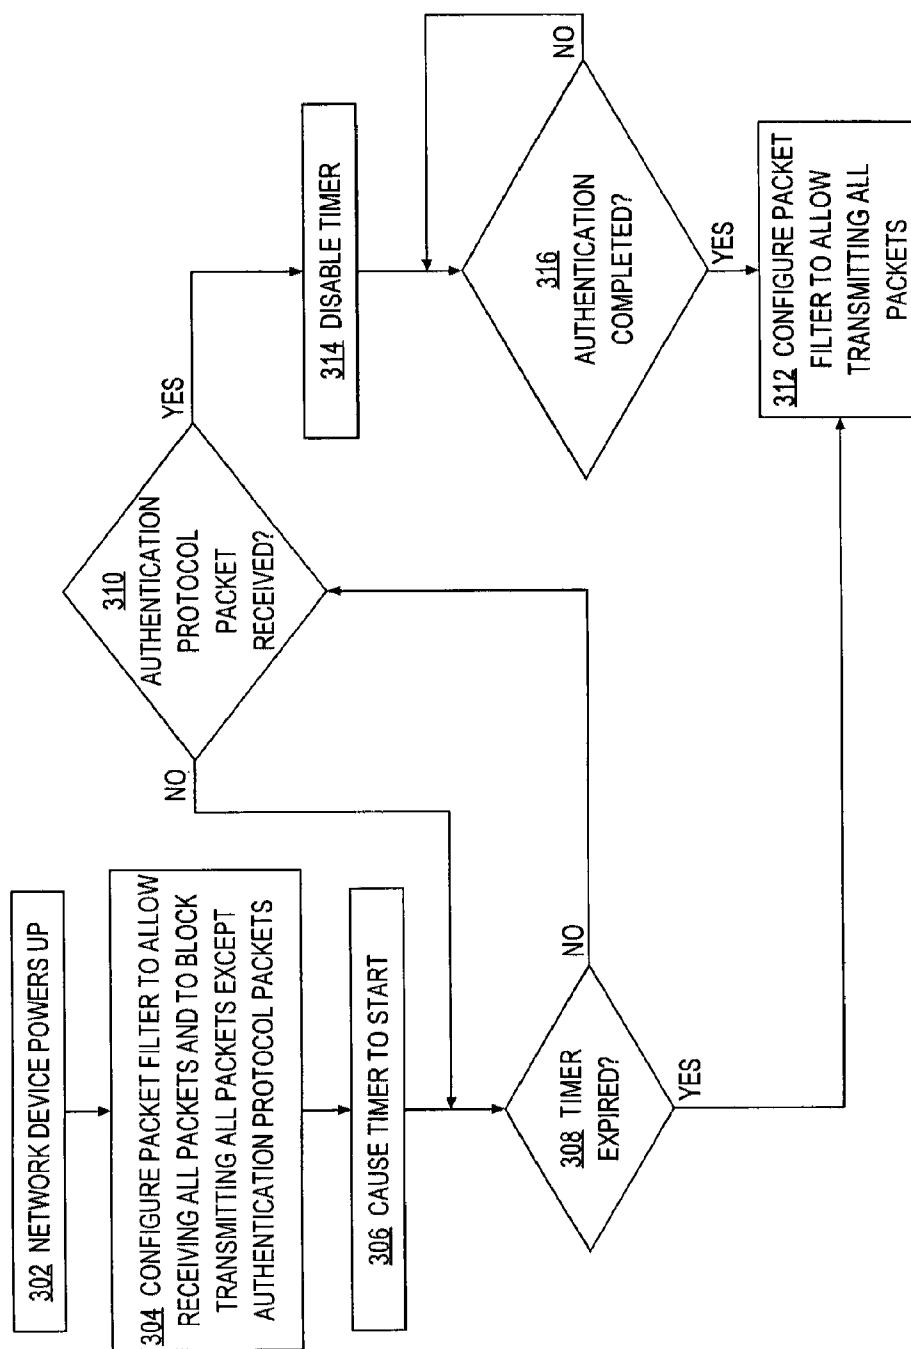 302 NETWORK DEVICE POWERS UP
304 CONFIGURE PACKET FILTER TO ALLOW
RECEIVING ALL PACKETS AND TO BLOCK
TRANSMITTING ALL PACKETS EXCEPT
AUTHENTICATION PROTOCOL PACKETS
306 CAUSE TIMER TO START
308 TIMER
EXPIRED?
NO
YES
310
AUTHENTICATION
PROTOCOL
PACKET
RECEIVED?
NO
YES
314 DISABLE TIMER
316
AUTHENTICATION
COMPLETED?
NO
YES
312 CONFIGURE PACKET
FILTER TO ALLOW
TRANSMITTING ALL
PACKETS